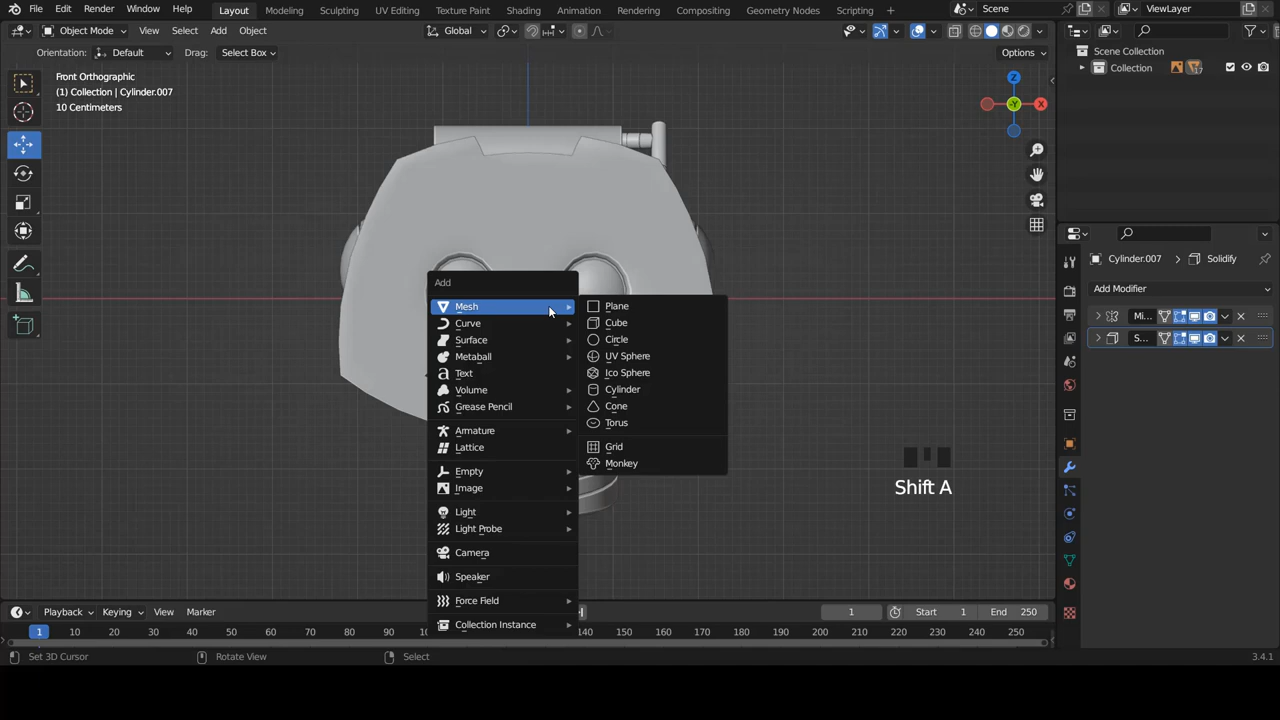 File Edit Render Window Help Layout Modeling Sculpting UV Editing Texture Paint Shading Animation Rendering Compositing Geometry Nodes Scripting Scene ViewLayer
Object Mode View Select Add Object Global
Orientation: Default Drag: Select Box Options
Scene Collection
Collection 17
Front Orthographic
(1) Collection | Cylinder.007
10 Centimeters
Z
X
-Y
Add
Mesh
Curve
Surface
Metaball
Text
Volume
Grease Pencil
Armature
Lattice
Empty
Image
Light
Light Probe
Camera
Speaker
Force Field
Collection Instance
Plane
Cube
Circle
UV Sphere
Ico Sphere
Cylinder
Cone
Torus
Grid
Monkey
Shift A
Cylinder.007 Solidify
Add Modifier
Mi...
S...
Playback Keying View Marker 1 Start 1 End 250
1 10 20 30 40 50 60 70 80 90 140 150 160 170 180 190 200 210 220 230 240 250
Set 3D Cursor Rotate View Select 3.4.1